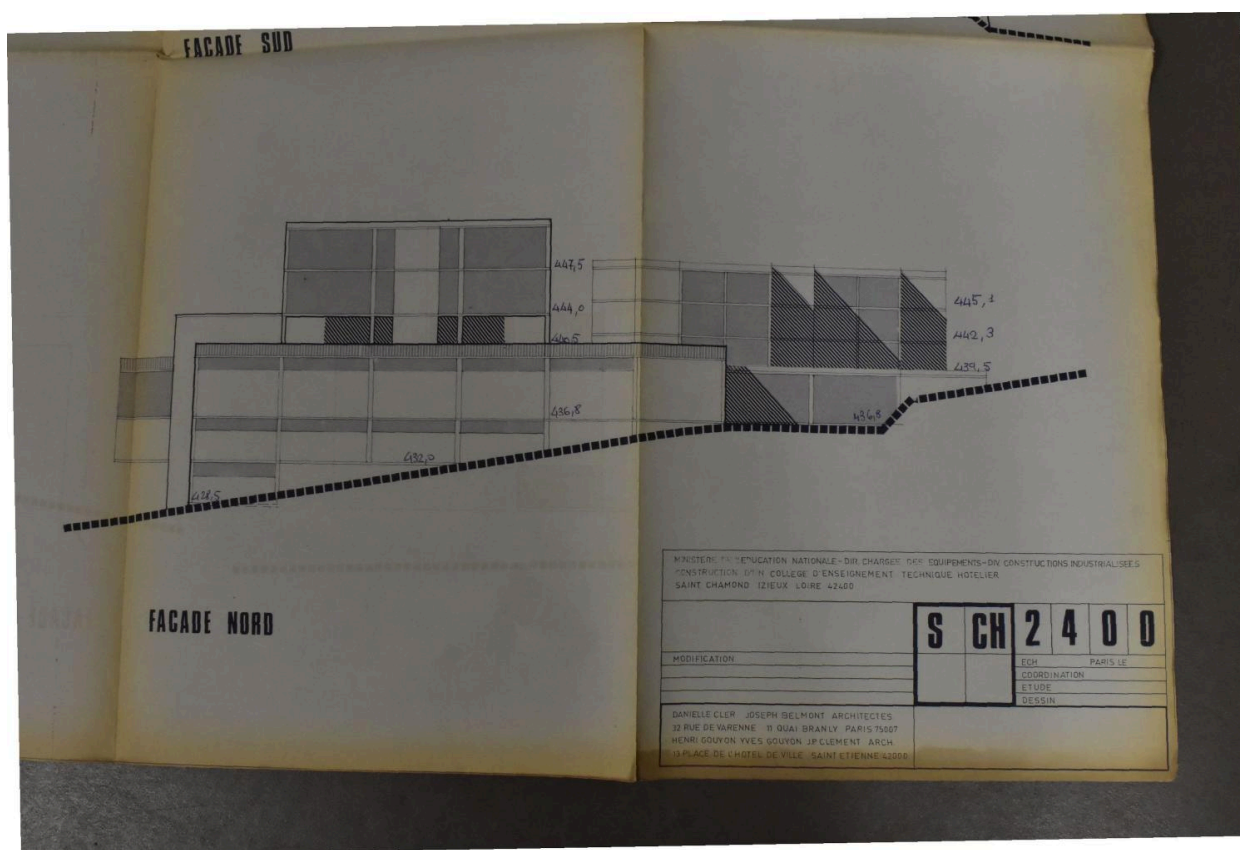 FACADE SUD
447,5
444,0
440,5
445,1
442,3
439,5
436,8
436,8
432,0
428,5
FACADE NORD
MINISTERE DE L'EDUCATION NATIONALE - DIR. CHARGEE DES EQUIPEMENTS - DIV CONSTRUCTIONS INDUSTRIALISEES
CONSTRUCTION D'UN COLLEGE D'ENSEIGNEMENT TECHNIQUE HOTELIER
SAINT CHAMOND IZIEUX LOIRE 42400
S CH 2 4 0 0
MODIFICATION
ECH PARIS LE
COORDINATION
ETUDE
DESSIN
DANIELLE CLER JOSEPH BELMONT ARCHITECTES
32 RUE DE VARENNE 11 QUAI BRANLY PARIS 75007
HENRI GOUYON YVES GOUYON J.P CLEMENT ARCH
PLACE DE L'HOTEL DE VILLE SAINT ETIENNE 42000